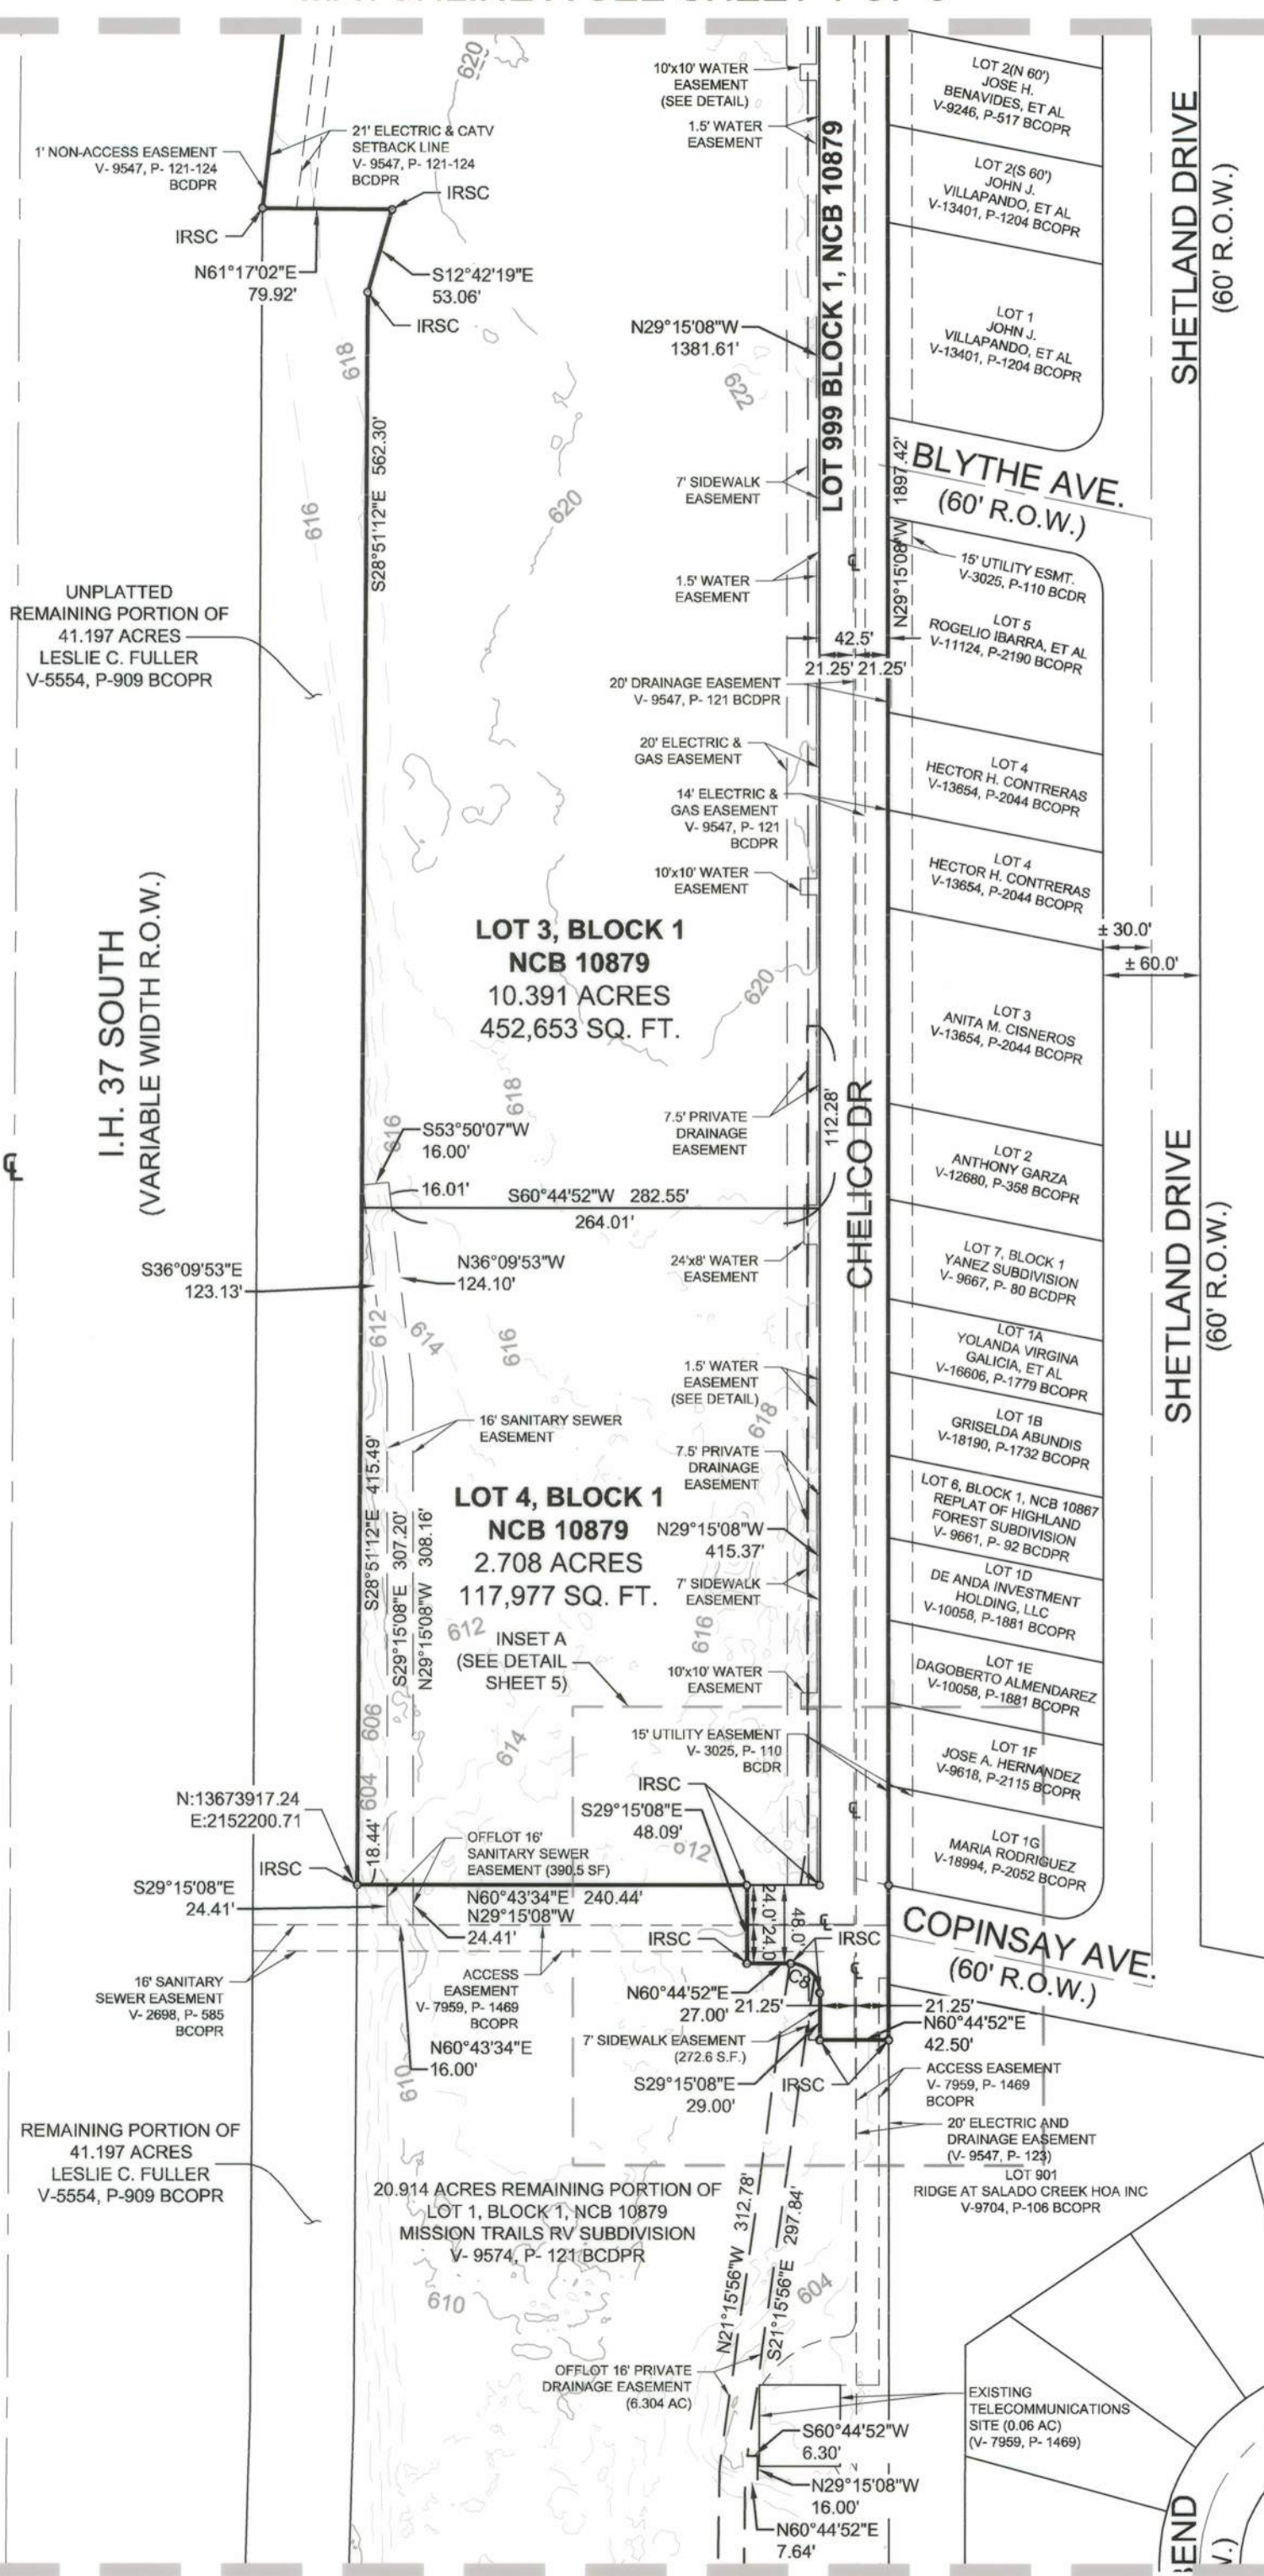 620
10'x10' WATER
EASEMENT
(SEE DETAIL)
1.5' WATER
EASEMENT
LOT 2(N 60')
JOSE H.
BENAVIDES, ET AL
V-9246, P-517 BCOPR
SHETLAND DRIVE
(60' R.O.W.)
1' NON-ACCESS EASEMENT
V- 9547, P- 121-124
BCDPR
21' ELECTRIC & CATV
SETBACK LINE
V- 9547, P- 121-124
BCDPR
IRSC
IRSC
LOT 999 BLOCK 1, NCB 10879
LOT 2(S 60')
JOHN J.
VILLAPANDO, ET AL
V-13401, P-1204 BCOPR
N61°17'02"E
79.92'
S12°42'19"E
53.06'
IRSC
N29°15'08"W
1381.61'
LOT 1
JOHN J.
VILLAPANDO, ET AL
V-13401, P-1204 BCOPR
618
622
S28°51'12"E 562.30'
616
620
7' SIDEWALK
EASEMENT
N29°15'08"W 1897.42'
BLYTHE AVE.
(60' R.O.W.)
UNPLATTED
REMAINING PORTION OF
41.197 ACRES
LESLIE C. FULLER
V-5554, P-909 BCOPR
1.5' WATER
EASEMENT
15' UTILITY ESMT.
V-3025, P-110 BCDR
LOT 5
ROGELIO IBARRA, ET AL
V-11124, P-2190 BCOPR
42.5'
21.25' 21.25'
20' DRAINAGE EASEMENT
V- 9547, P- 121 BCDPR
20' ELECTRIC &
GAS EASEMENT
14' ELECTRIC &
GAS EASEMENT
V- 9547, P- 121
BCDPR
LOT 4
HECTOR H. CONTRERAS
V-13654, P-2044 BCOPR
10'x10' WATER
EASEMENT
LOT 4
HECTOR H. CONTRERAS
V-13654, P-2044 BCOPR
I.H. 37 SOUTH
(VARIABLE WIDTH R.O.W.)
LOT 3, BLOCK 1
NCB 10879
10.391 ACRES
452,653 SQ. FT.
620
± 30.0'
± 60.0'
LOT 3
ANITA M. CISNEROS
V-13654, P-2044 BCOPR
618
616
S53°50'07"W
16.00'
16.01'
7.5' PRIVATE
DRAINAGE
EASEMENT
112.28'
CHELICO DR
LOT 2
ANTHONY GARZA
V-12680, P-358 BCOPR
SHETLAND DRIVE
(60' R.O.W.)
S60°44'52"W 282.55'
264.01'
S36°09'53"E
123.13'
N36°09'53"W
124.10'
24'x8' WATER
EASEMENT
LOT 7, BLOCK 1
YANEZ SUBDIVISION
V- 9667, P- 80 BCDPR
612
614
616
LOT 1A
YOLANDA VIRGINA
GALICIA, ET AL
V-16606, P-1779 BCOPR
1.5' WATER
EASEMENT
(SEE DETAIL)
618
16' SANITARY SEWER
EASEMENT
LOT 1B
GRISELDA ABUNDIS
V-18190, P-1732 BCOPR
7.5' PRIVATE
DRAINAGE
EASEMENT
S28°51'12"E 415.49'
S29°15'08"E 307.20'
N29°15'08"W 308.16'
LOT 4, BLOCK 1
NCB 10879
2.708 ACRES
117,977 SQ. FT.
N29°15'08"W
415.37'
LOT 6, BLOCK 1, NCB 10867
REPLAT OF HIGHLAND
FOREST SUBDIVISION
V- 9661, P- 92 BCDPR
7' SIDEWALK
EASEMENT
LOT 1D
DE ANDA INVESTMENT
HOLDING, LLC
V-10058, P-1881 BCOPR
612
616
INSET A
(SEE DETAIL
SHEET 5)
10'x10' WATER
EASEMENT
LOT 1E
DAGOBERTO ALMENDAREZ
V-10058, P-1881 BCOPR
606
614
15' UTILITY EASEMENT
V- 3025, P- 110
BCDR
LOT 1F
JOSE A. HERNANDEZ
V-9618, P-2115 BCOPR
604
N:13673917.24
E:2152200.71
IRSC
S29°15'08"E
48.09'
18.44'
OFFLOT 16'
SANITARY SEWER
EASEMENT (390.5 SF)
612
LOT 1G
MARIA RODRIGUEZ
V-18994, P-2052 BCOPR
IRSC
S29°15'08"E
24.41'
N60°43'34"E 240.44'
N29°15'08"W
24.41'
24.0'
24.0'
48.0'
IRSC
IRSC
COPINSAY AVE.
(60' R.O.W.)
16' SANITARY
SEWER EASEMENT
V- 2698, P- 585
BCOPR
ACCESS
EASEMENT
V- 7959, P- 1469
BCOPR
C8
N60°44'52"E
27.00'
21.25'
21.25'
N60°44'52"E
42.50'
N60°43'34"E
16.00'
7' SIDEWALK EASEMENT
(272.6 S.F.)
610
S29°15'08"E
29.00'
IRSC
ACCESS EASEMENT
V- 7959, P- 1469
BCOPR
REMAINING PORTION OF
41.197 ACRES
LESLIE C. FULLER
V-5554, P-909 BCOPR
20' ELECTRIC AND
DRAINAGE EASEMENT
(V- 9547, P- 123)
LOT 901
RIDGE AT SALADO CREEK HOA INC
V-9704, P-106 BCOPR
20.914 ACRES REMAINING PORTION OF
LOT 1, BLOCK 1, NCB 10879
MISSION TRAILS RV SUBDIVISION
V- 9574, P- 121 BCDPR
N21°15'56"W 312.78'
S21°15'56"E 297.84'
604
610
OFFLOT 16' PRIVATE
DRAINAGE EASEMENT
(6.304 AC)
EXISTING
TELECOMMUNICATIONS
SITE (0.06 AC)
(V- 7959, P- 1469)
S60°44'52"W
6.30'
N29°15'08"W
16.00'
N60°44'52"E
7.64'
BEND